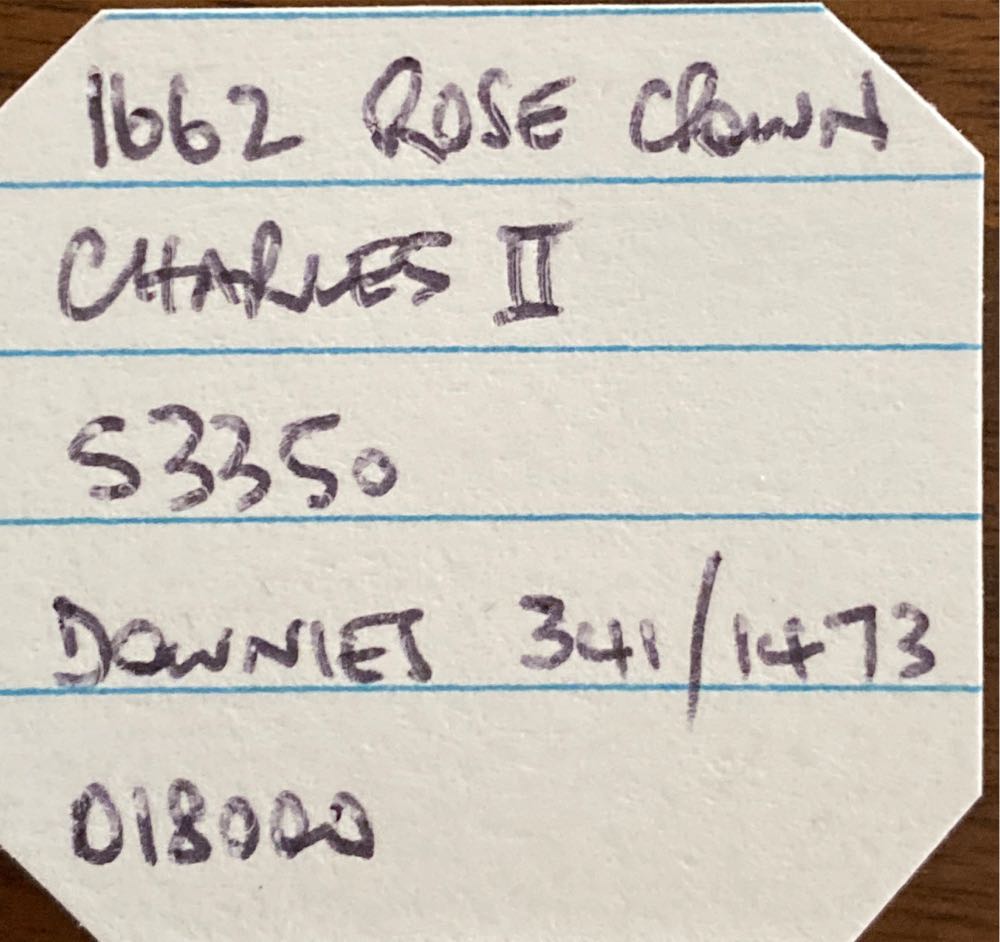 1662 ROSE CROWN
CHARLES II
S3350
DOWNIES 341/1473
018000